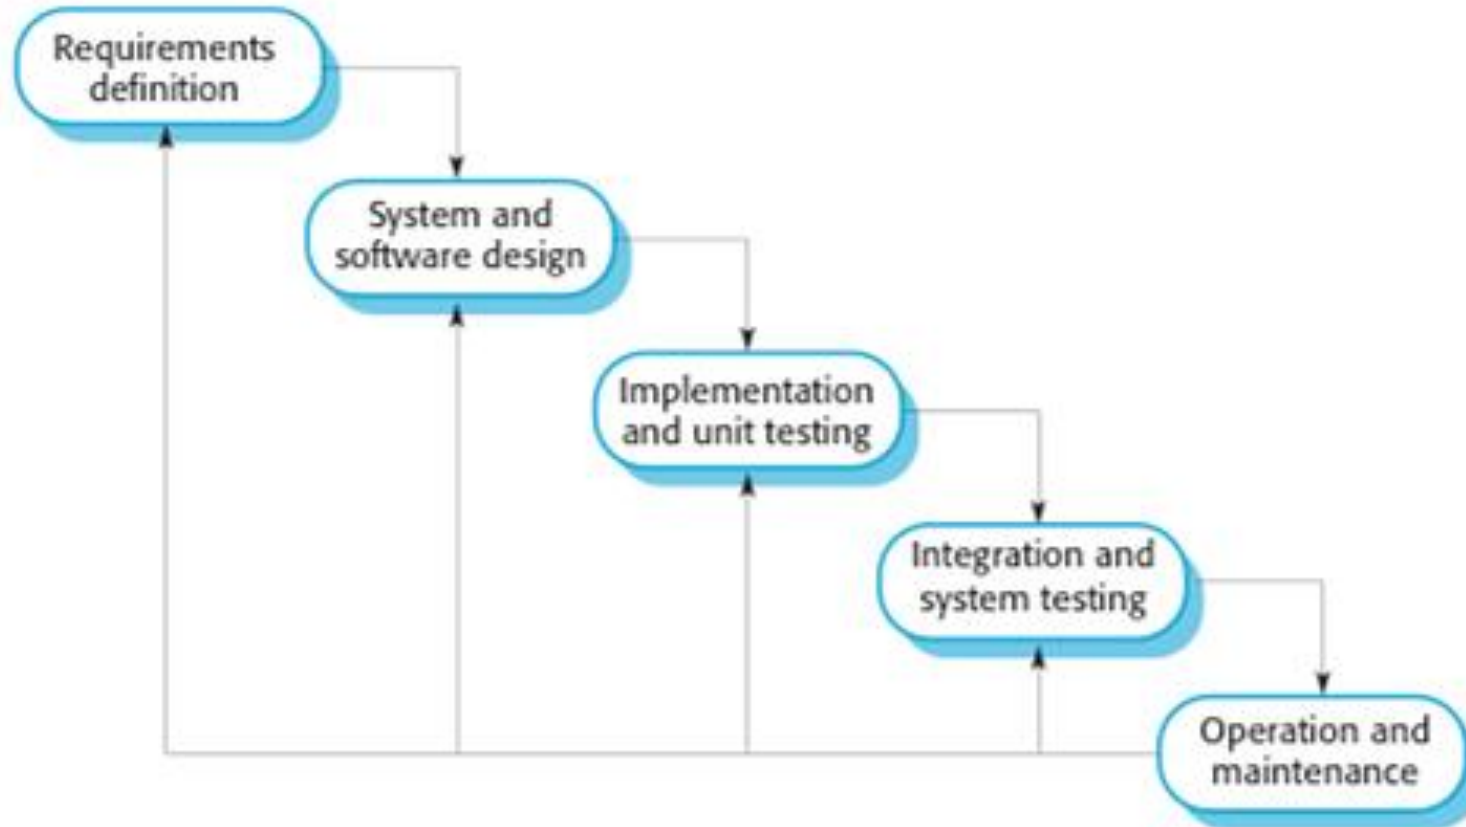 Requirements
definition
System and
software design
Implementation
and unit testing
Integration and
system testing
Operation and
maintenance